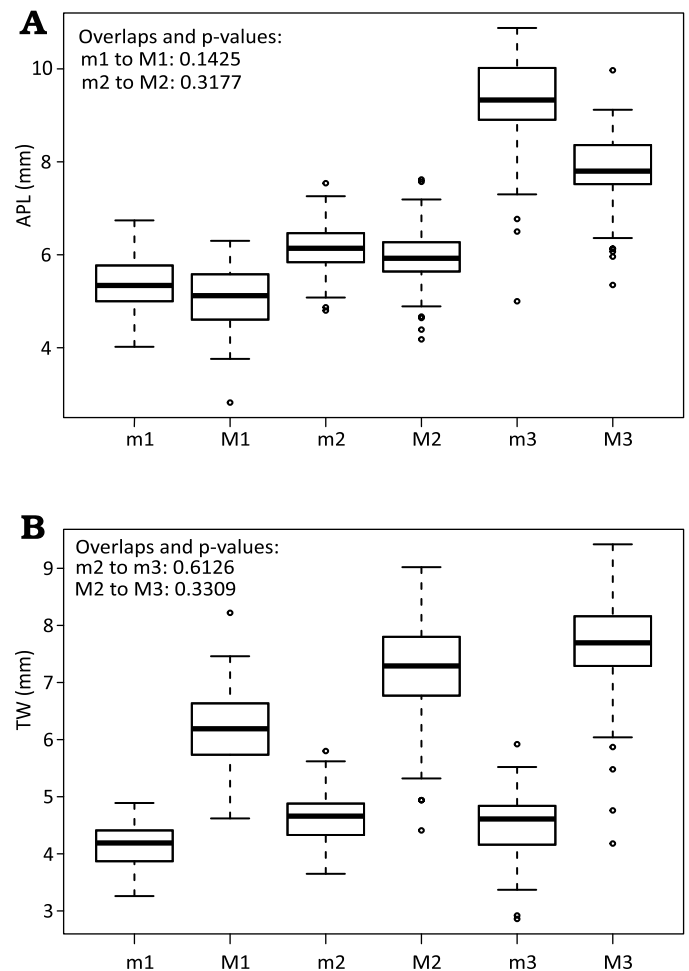 A
Overlaps and p-values:
m1 to M1: 0.1425
m2 to M2: 0.3177
APL (mm)
10
8
6
4
m1 M1 m2 M2 m3 M3
B
Overlaps and p-values:
m2 to m3: 0.6126
M2 to M3: 0.3309
TW (mm)
9
8
7
6
5
4
3
m1 M1 m2 M2 m3 M3